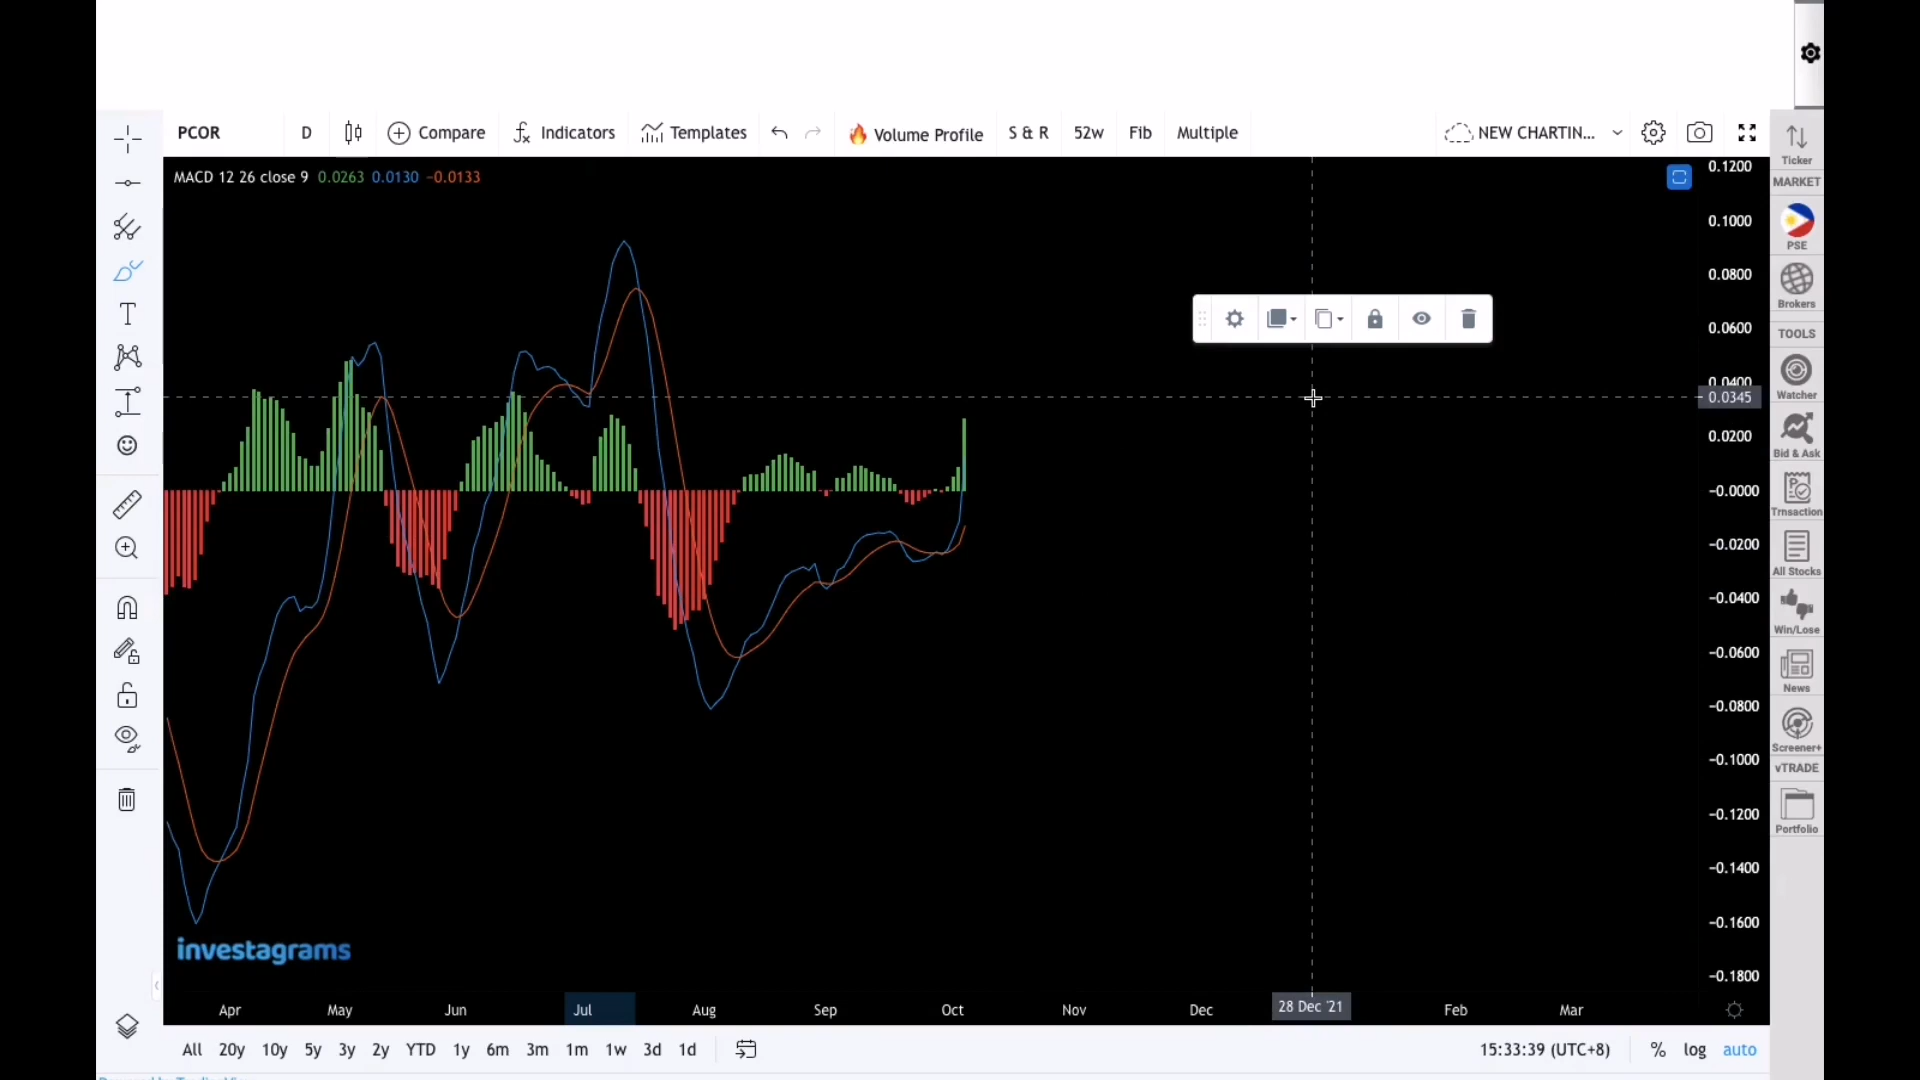 PCOR D Compare Indicators Templates Volume Profile S & R 52w Fib Multiple NEW CHARTIN...
MACD 12 26 close 9 0.0263 0.0130 −0.0133
0.1200
0.1000
0.0800
0.0600
0.0400
0.0345
0.0200
−0.0000
−0.0200
−0.0400
−0.0600
−0.0800
−0.1000
−0.1200
−0.1400
−0.1600
−0.1800
Ticker
MARKET
PSE
Brokers
TOOLS
Watcher
Bid & Ask
Trnsaction
All Stocks
Win/Lose
News
Screener+
vTRADE
Portfolio
investagrams
Apr May Jun Jul Aug Sep Oct Nov Dec 28 Dec '21 Feb Mar
All 20y 10y 5y 3y 2y YTD 1y 6m 3m 1m 1w 3d 1d 15:33:39 (UTC+8) % log auto